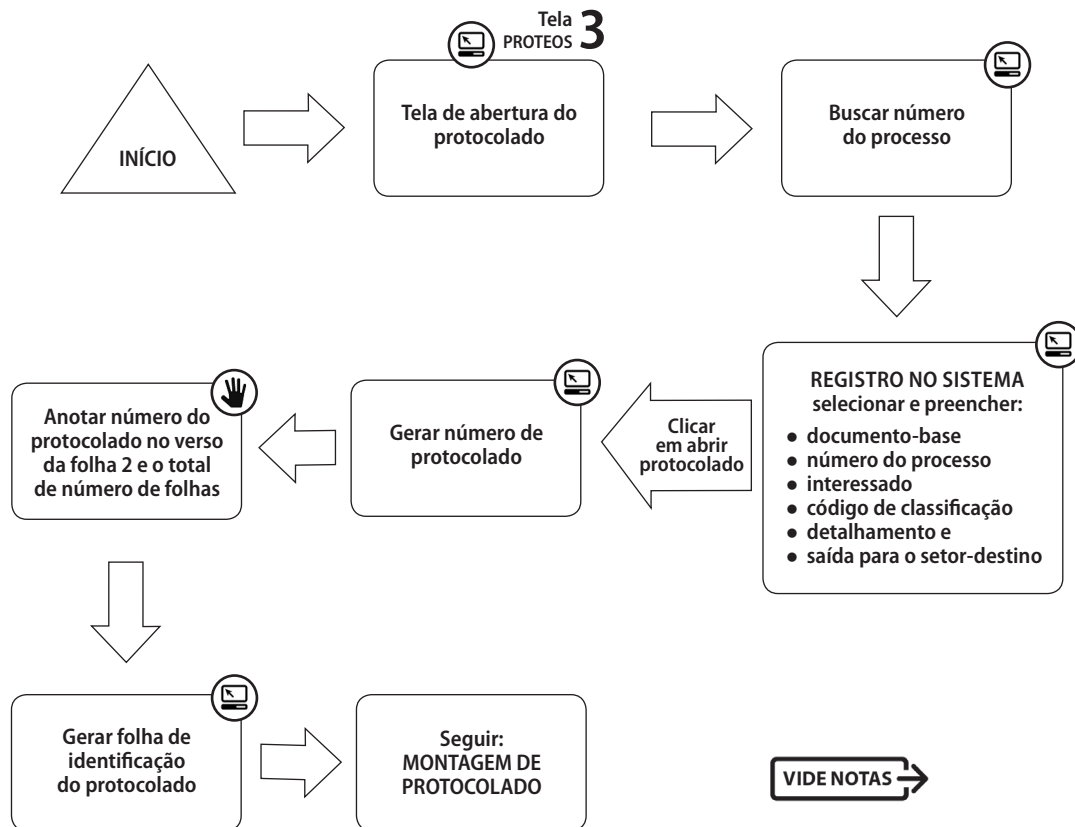 Tela
PROTEOS 3
INÍCIO
Tela de abertura do
protocolado
Buscar número
do processo
REGISTRO NO SISTEMA
selecionar e preencher:
● documento-base
● número do processo
● interessado
● código de classificação
● detalhamento e
● saída para o setor-destino
Clicar
em abrir
protocolado
Gerar número de
protocolado
Anotar número do
protocolado no verso
da folha 2 e o total
de número de folhas
Gerar folha de
identificação
do protocolado
Seguir:
MONTAGEM DE
PROTOCOLADO
VIDE NOTAS